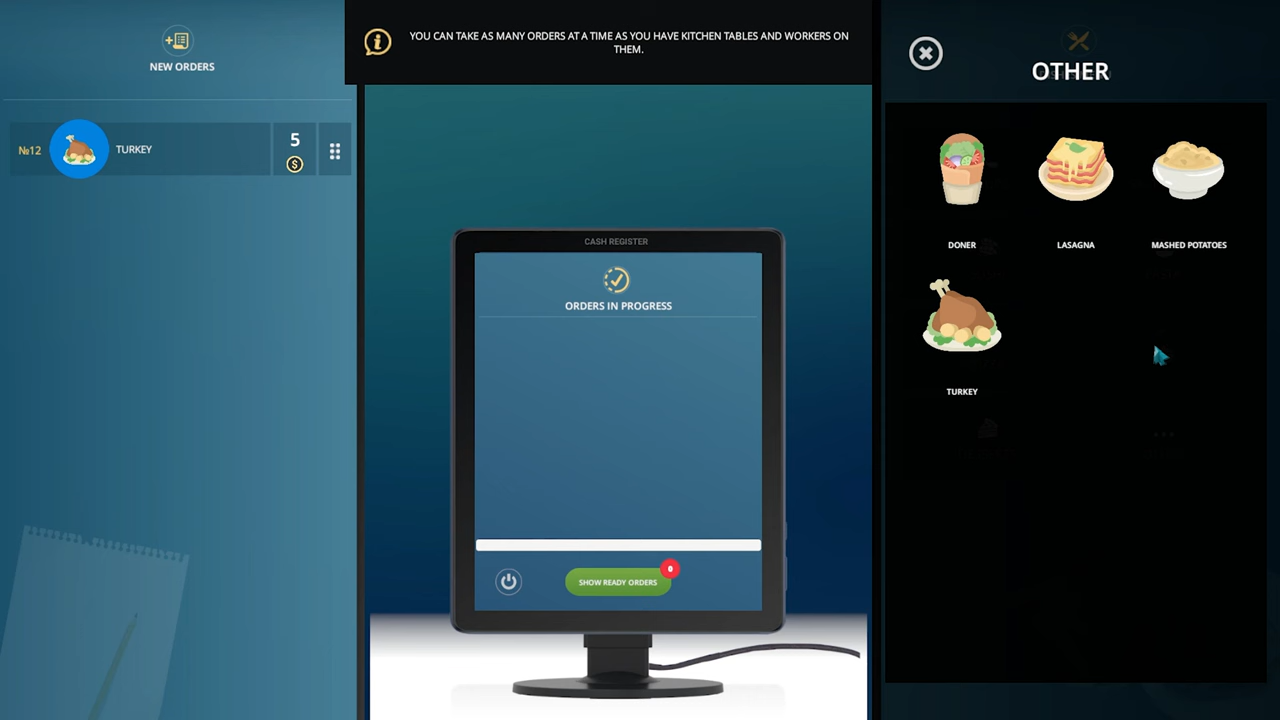 NEW ORDERS
№12
TURKEY
5
YOU CAN TAKE AS MANY ORDERS AT A TIME AS YOU HAVE KITCHEN TABLES AND WORKERS ON
THEM.
CASH REGISTER
ORDERS IN PROGRESS
SHOW READY ORDERS
0
OTHER
DONER
LASAGNA
MASHED POTATOES
TURKEY